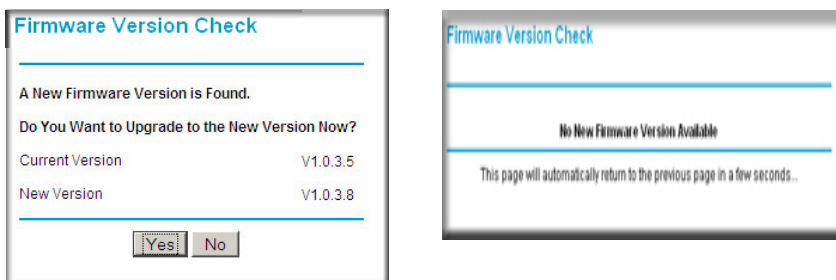 Firmware Version Check
A New Firmware Version is Found.
Do You Want to Upgrade to the New Version Now?
Current Version V1.0.3.5
New Version V1.0.3.8
Yes No
Firmware Version Check
No New Firmware Version Available
This page will automatically return to the previous page in a few seconds...